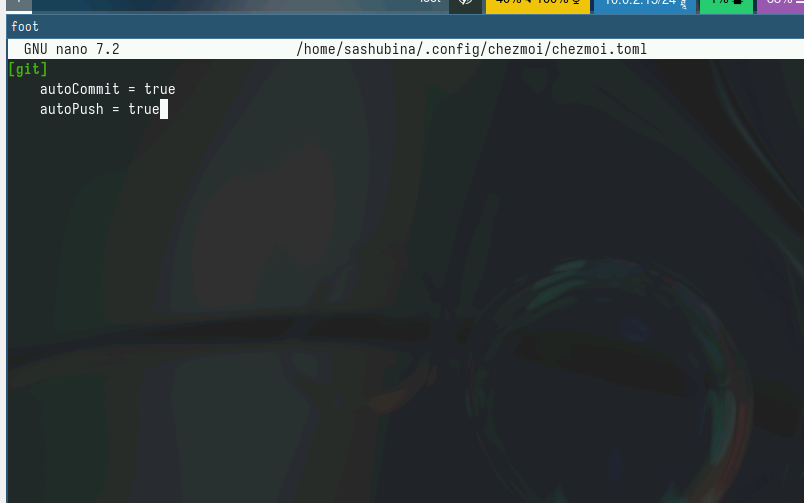 foot
GNU nano 7.2 /home/sashubina/.config/chezmoi/chezmoi.toml
[git]
autoCommit = true
autoPush = true